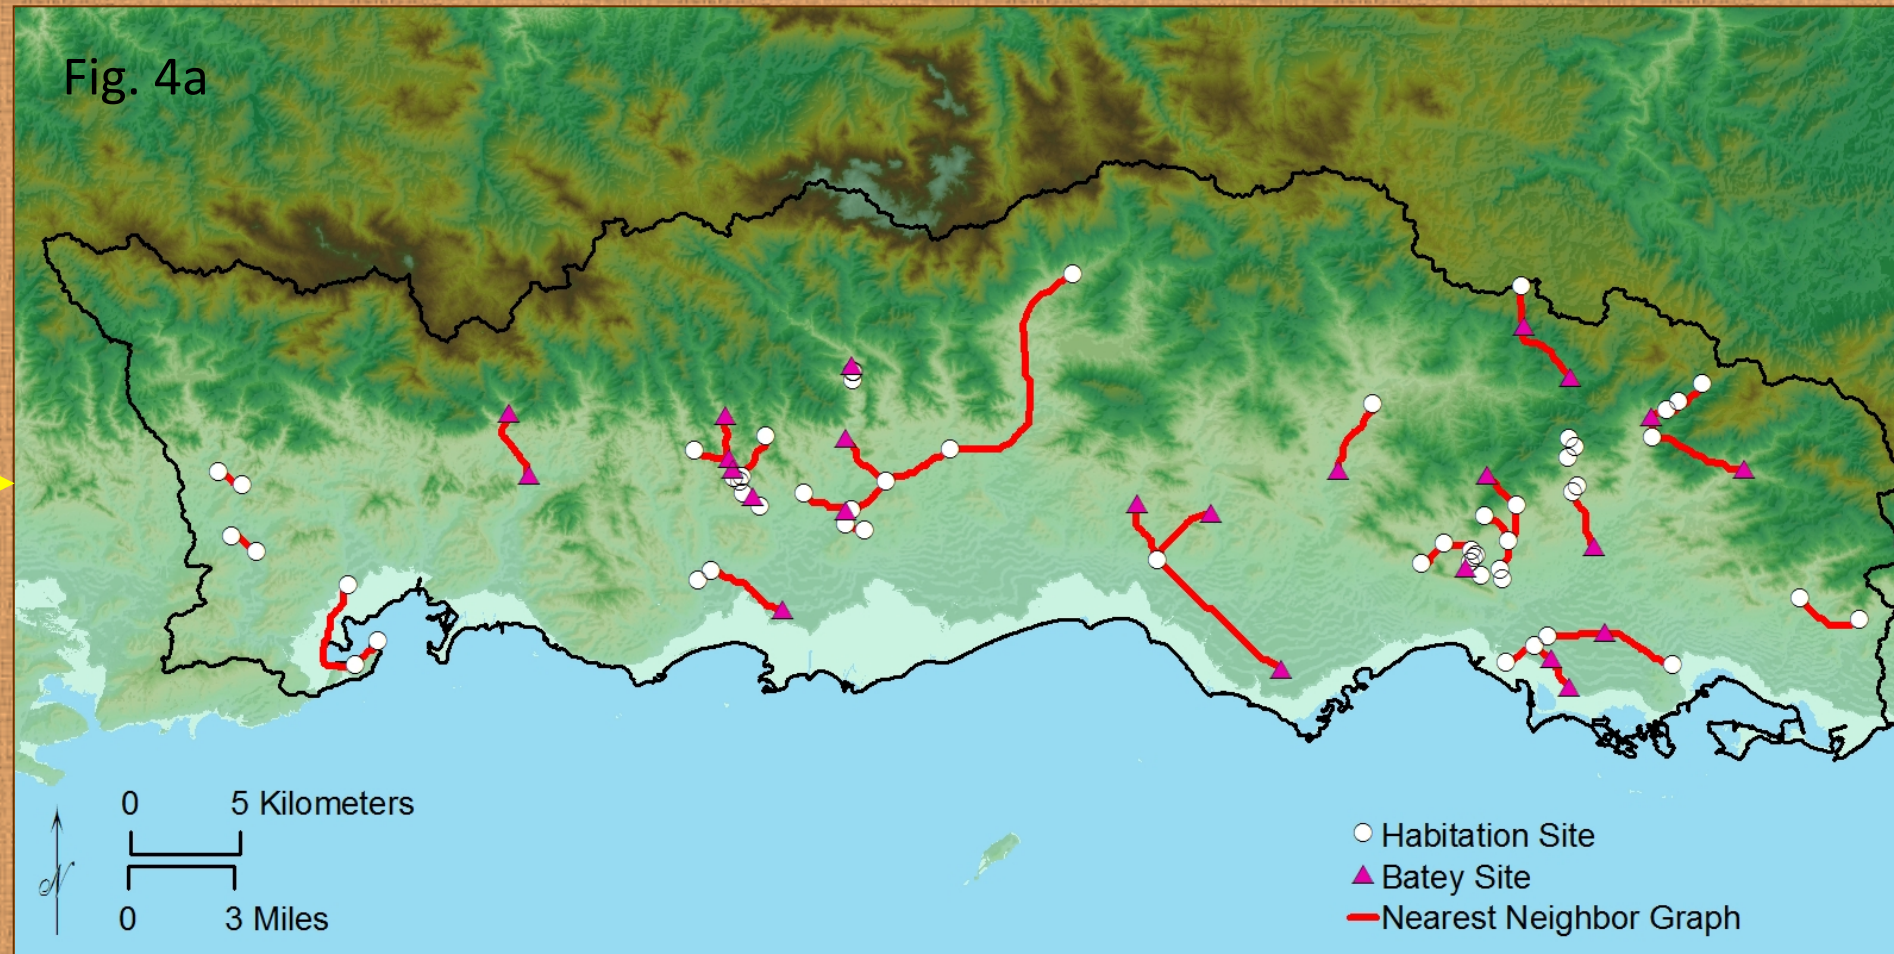 Fig. 4a
0 5 Kilometers
0 3 Miles
N
Habitation Site
Batey Site
Nearest Neighbor Graph